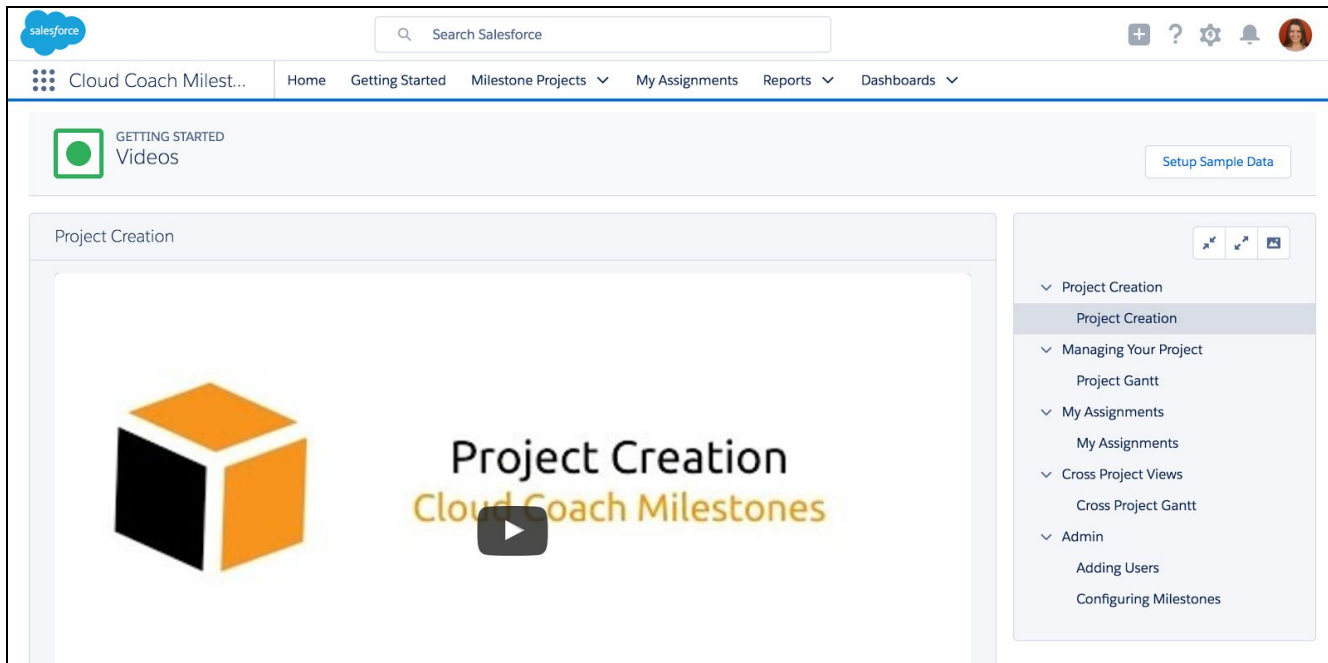 salesforce
Search Salesforce
Cloud Coach Milest...
Home
Getting Started
Milestone Projects
My Assignments
Reports
Dashboards
GETTING STARTED
Videos
Setup Sample Data
Project Creation
Project Creation
Cloud Coach Milestones
Project Creation
Project Creation
Managing Your Project
Project Gantt
My Assignments
My Assignments
Cross Project Views
Cross Project Gantt
Admin
Adding Users
Configuring Milestones